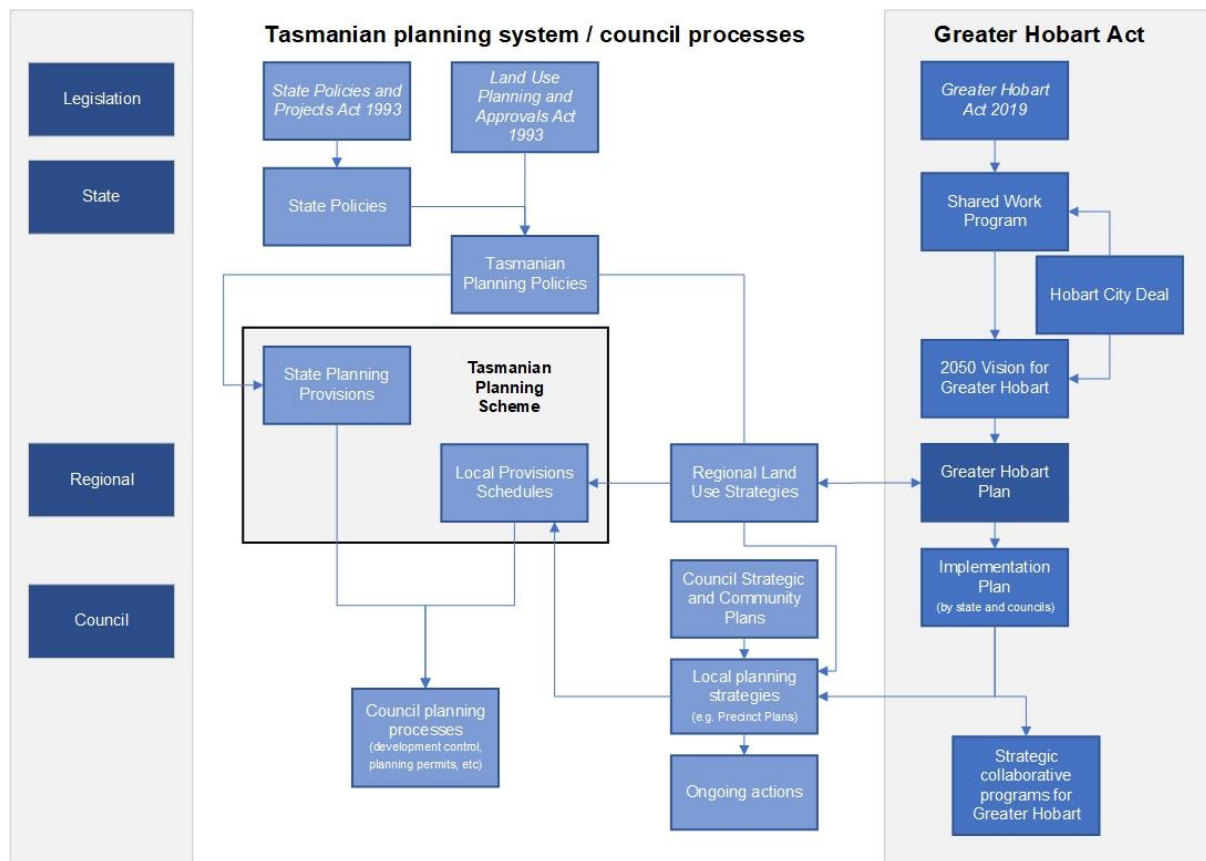 Tasmanian planning system / council processes
Greater Hobart Act
Legislation
State Policies and
Projects Act 1993
Land Use
Planning and
Approvals Act
1993
Greater Hobart
Act 2019
State
State Policies
Shared Work
Program
Tasmanian
Planning Policies
Hobart City Deal
State Planning
Provisions
Tasmanian
Planning
Scheme
2050 Vision for
Greater Hobart
Regional
Local Provisions
Schedules
Regional Land
Use Strategies
Greater Hobart
Plan
Council
Council Strategic
and Community
Plans
Implementation
Plan
(by state and councils)
Local planning
strategies
(e.g. Precinct Plans)
Council planning
processes
(development control,
planning permits, etc)
Ongoing actions
Strategic
collaborative
programs for
Greater Hobart